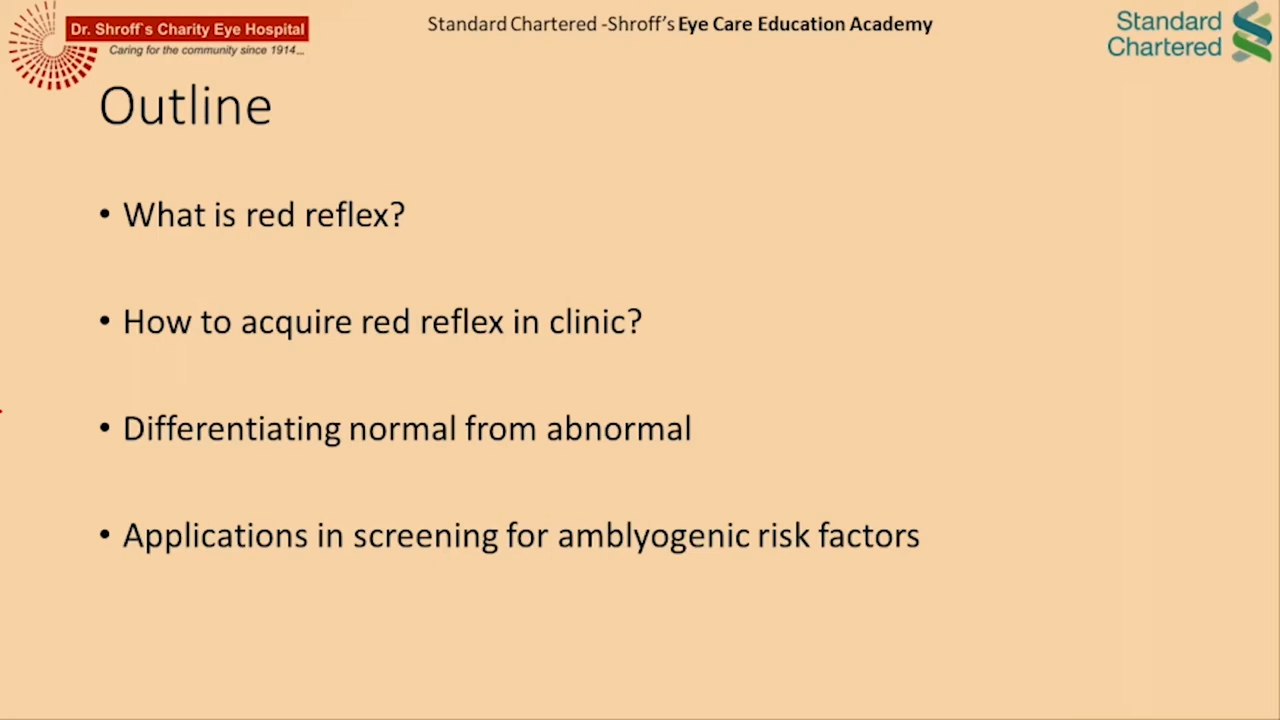 Dr. Shroff`s Charity Eye Hospital
Caring for the community since 1914...
Standard Chartered -Shroff’s Eye Care Education Academy
Standard
Chartered
Outline
• What is red reflex?
• How to acquire red reflex in clinic?
• Differentiating normal from abnormal
• Applications in screening for amblyogenic risk factors